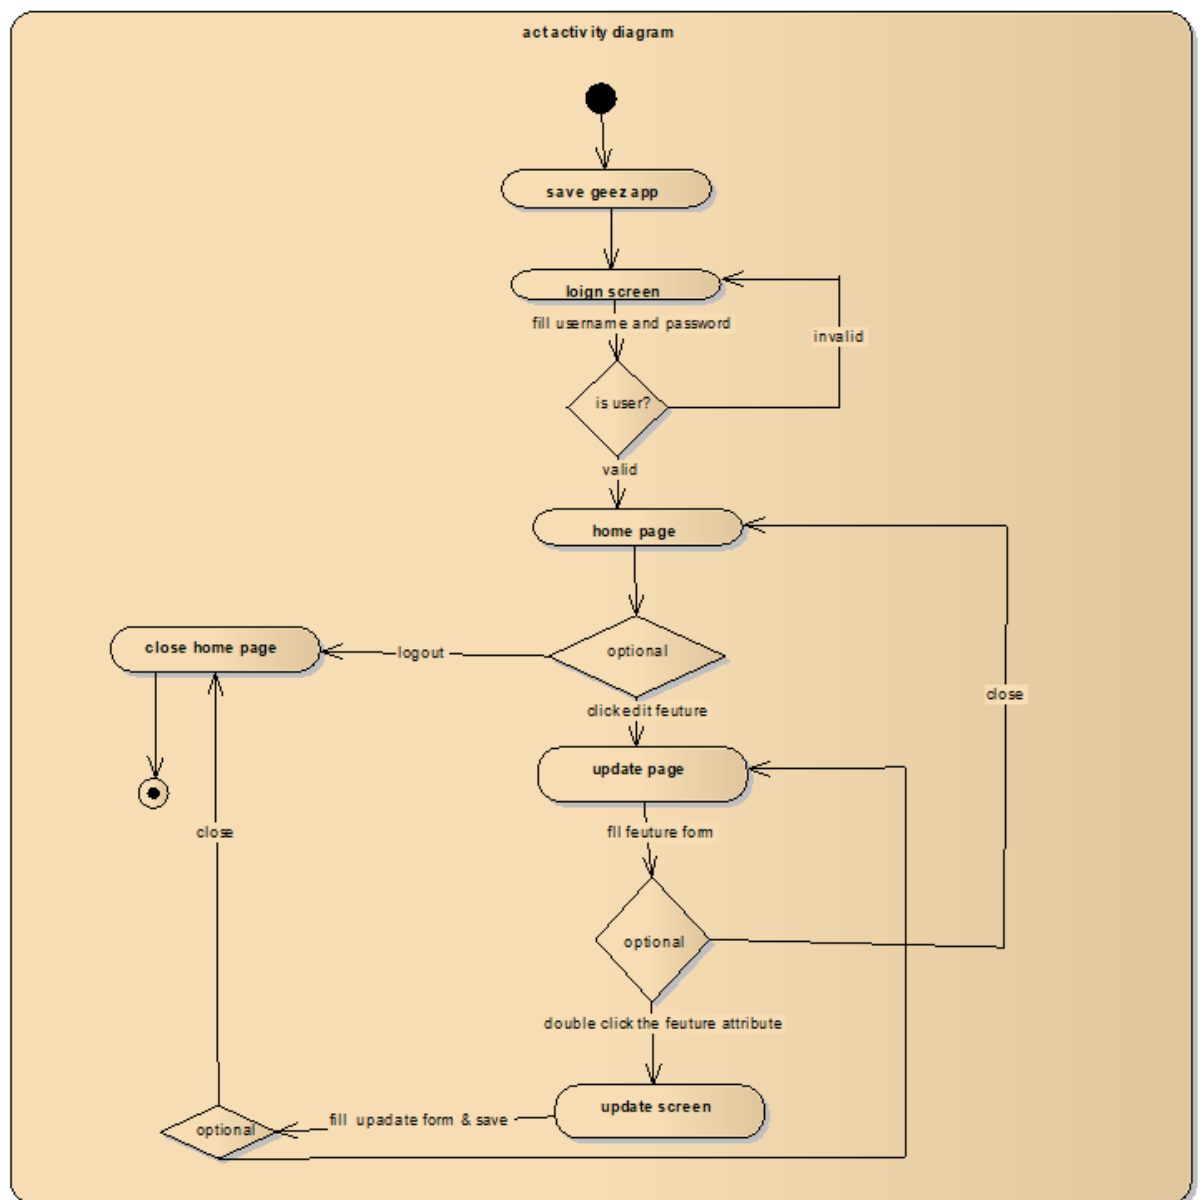 act activity diagram
save geez app
loign screen
fill username and password
invalid
is user?
valid
home page
close home page
logout
optional
close
click edit feuture
update page
fll feuture form
close
optional
double click the feuture attribute
update screen
fill upadate form & save
optional